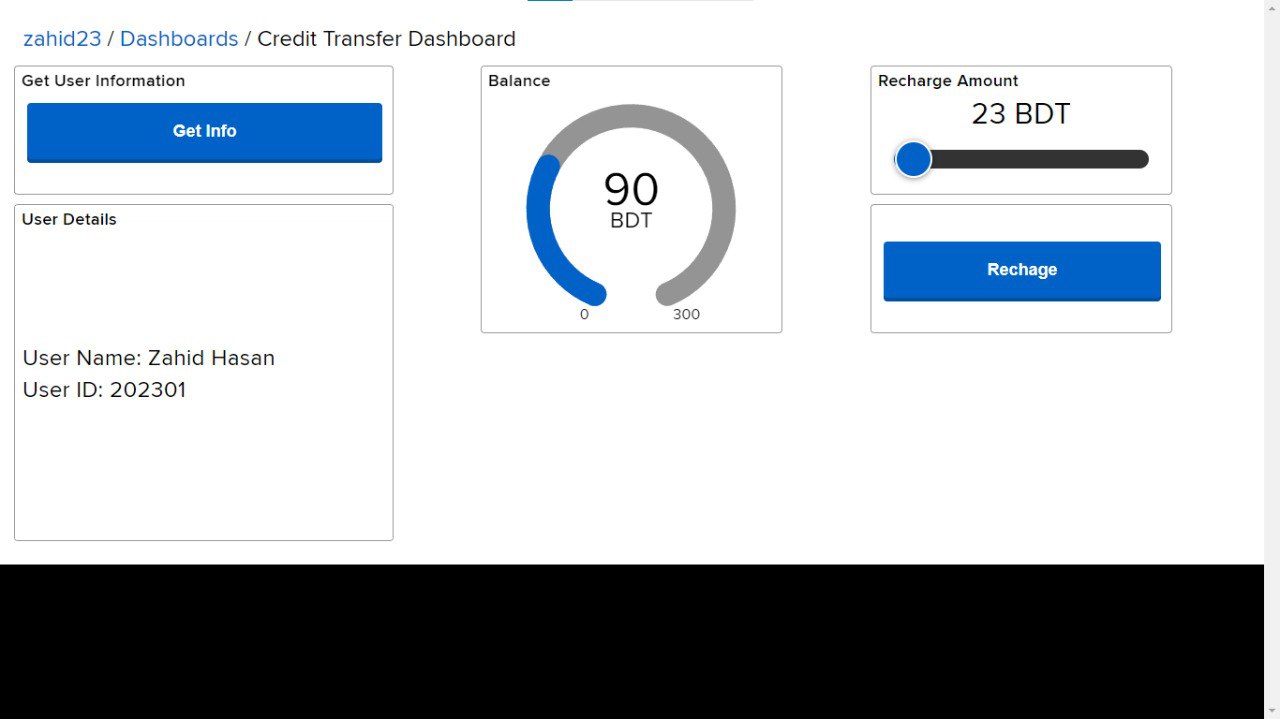 zahid23 / Dashboards / Credit Transfer Dashboard
Get User Information
Get Info
User Details
User Name: Zahid Hasan
User ID: 202301
Balance
90
BDT
0
300
Recharge Amount
23 BDT
Rechage